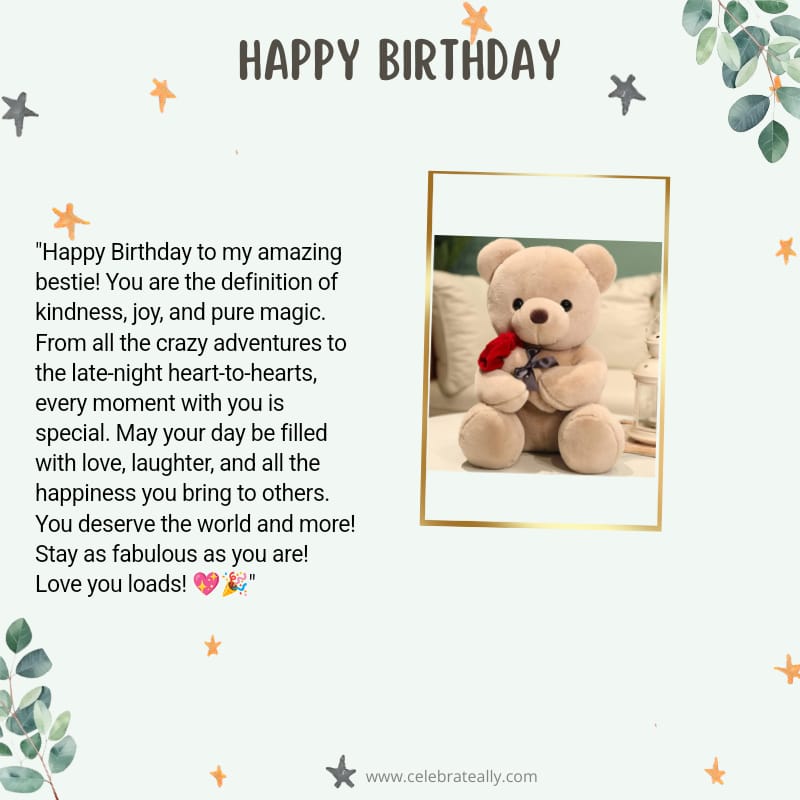 HAPPY BIRTHDAY
"Happy Birthday to my amazing
bestie! You are the definition of
kindness, joy, and pure magic.
From all the crazy adventures to
the late-night heart-to-hearts,
every moment with you is
special. May your day be filled
with love, laughter, and all the
happiness you bring to others.
You deserve the world and more!
Stay as fabulous as you are!
Love you loads! 💖🎉"
www.celebrateally.com